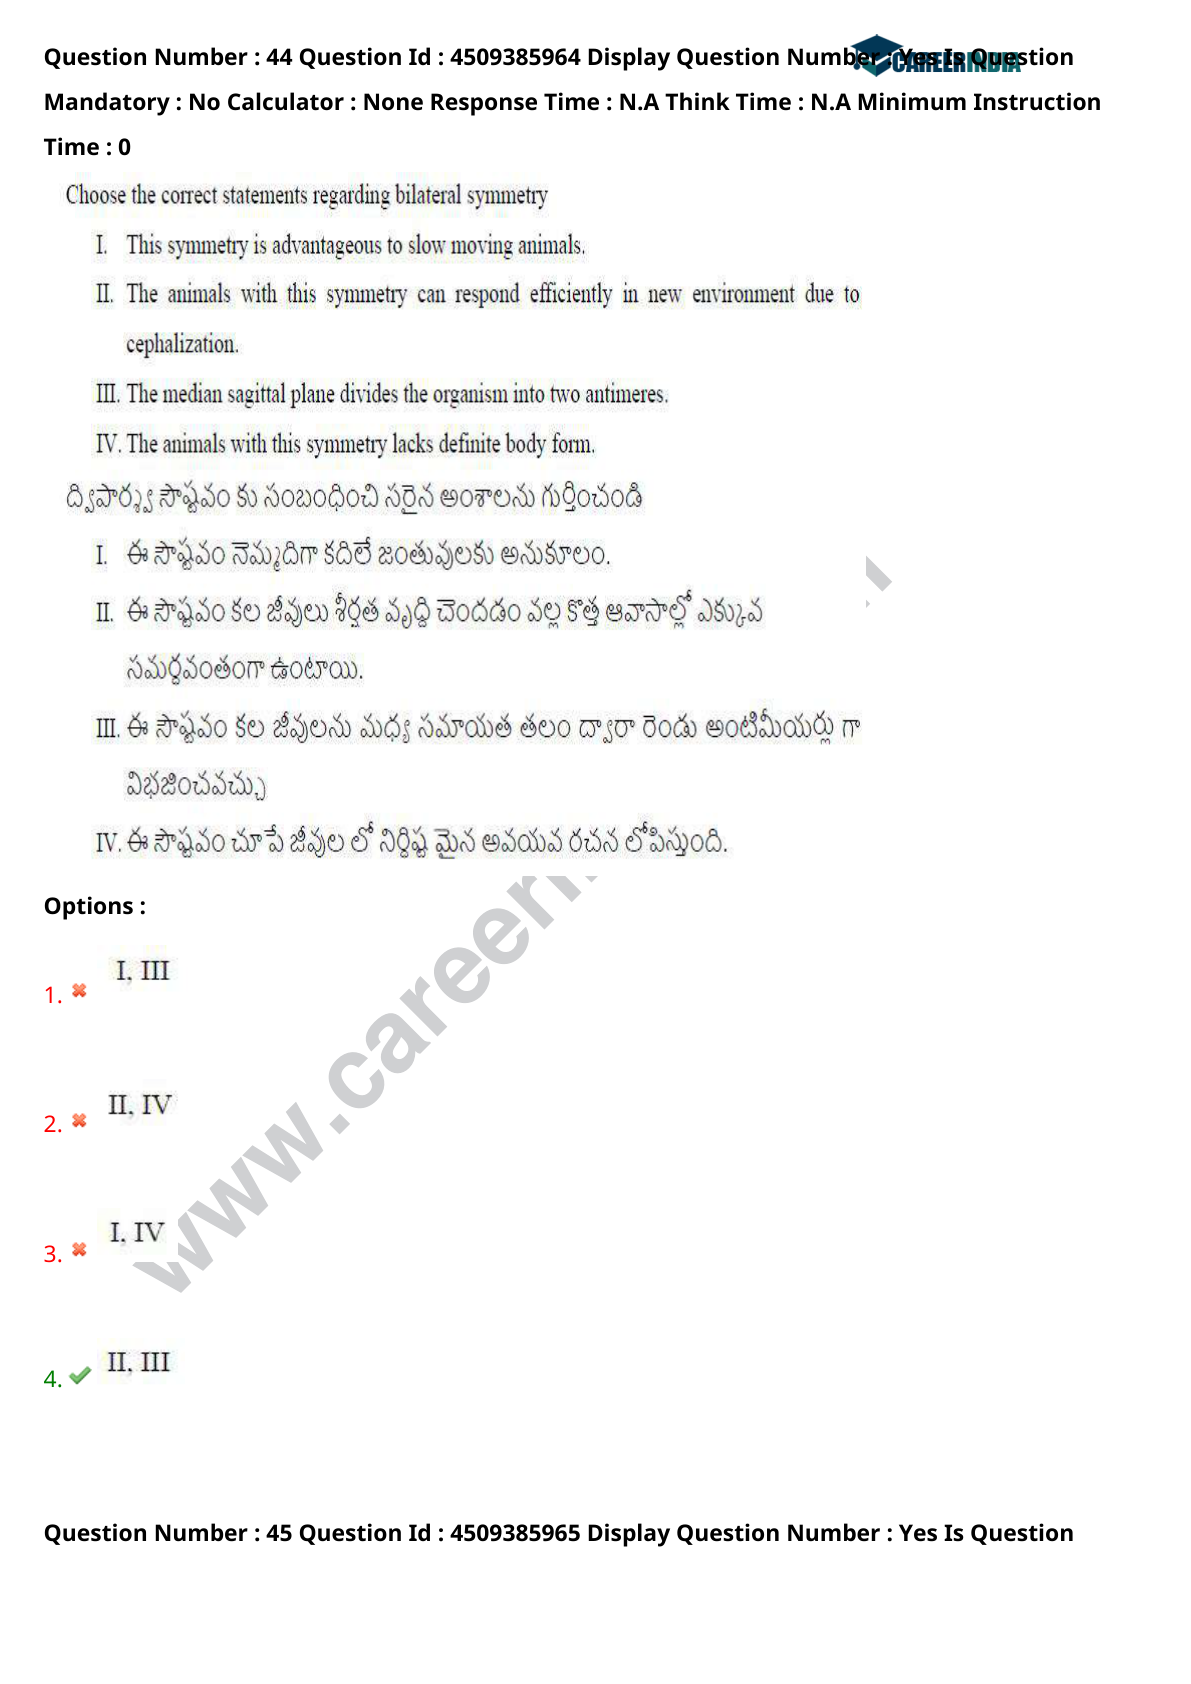 Question Number : 44 Question Id : 4509385964 Display Question Number : Yes Is Question
CAREERINDIA
Mandatory : No Calculator : None Response Time : N.A Think Time : N.A Minimum Instruction
Time : 0
Choose the correct statements regarding bilateral symmetry
I. This symmetry is advantageous to slow moving animals.
II. The animals with this symmetry can respond efficiently in new environment due to
cephalization.
III. The median sagittal plane divides the organism into two antimeres.
IV. The animals with this symmetry lacks definite body form.
ద్విపార్శ్వ సౌష్టవం కు సంబంధించి సరైన అంశాలను గుర్తించండి
I. ఈ సౌష్టవం నెమ్మదిగా కదిలే జంతువులకు అనుకూలం.
II. ఈ సౌష్టవం కల జీవులు శీర్షత వృద్ది చెందడం వల్ల కొత్త ఆవాసాల్లో ఎక్కువ
సమర్ధవంతంగా ఉంటాయి.
III. ఈ సౌష్టవం కల జీవులను మధ్య సమాయత తలం ద్వారా రెండు అంటిమీయర్లు గా
విభజించవచ్చు
IV. ఈ సౌష్టవం చూపే జీవుల లో నిర్దిష్ట మైన అవయవ రచన లోపిస్తుంది.
Options :
1. I, III
2. II, IV
3. I, IV
4. II, III
Question Number : 45 Question Id : 4509385965 Display Question Number : Yes Is Question